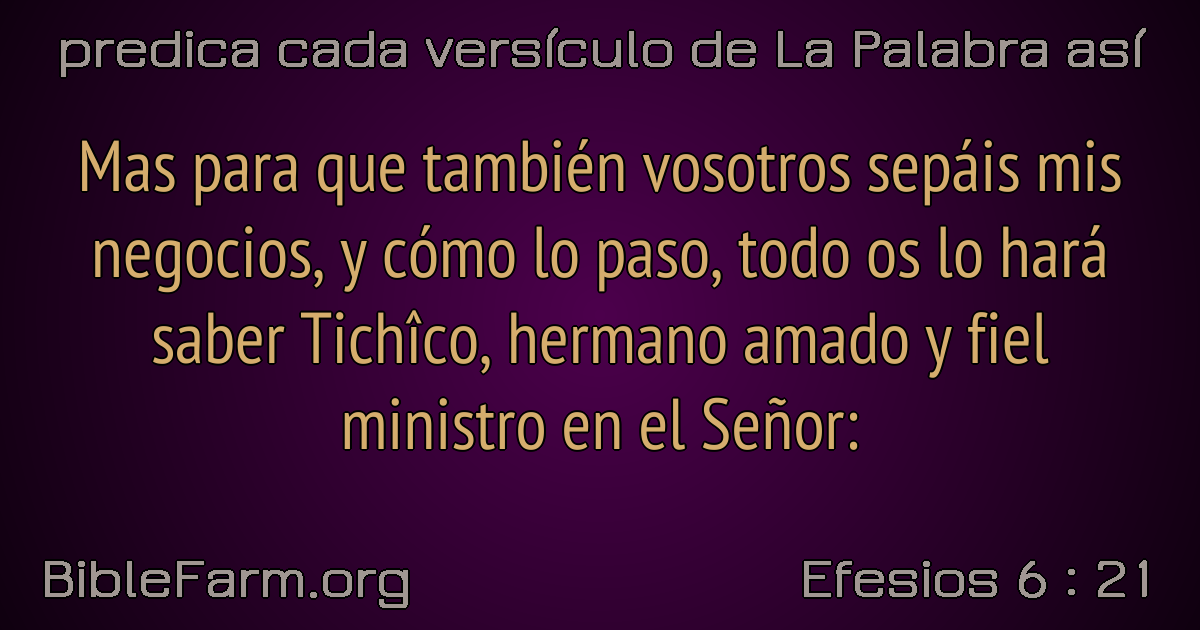 predica cada versículo de La Palabra así
Mas para que también vosotros sepáis mis
negocios, y cómo lo paso, todo os lo hará
saber Tichîco, hermano amado y fiel
ministro en el Señor:
BibleFarm.org
Efesios 6 : 21